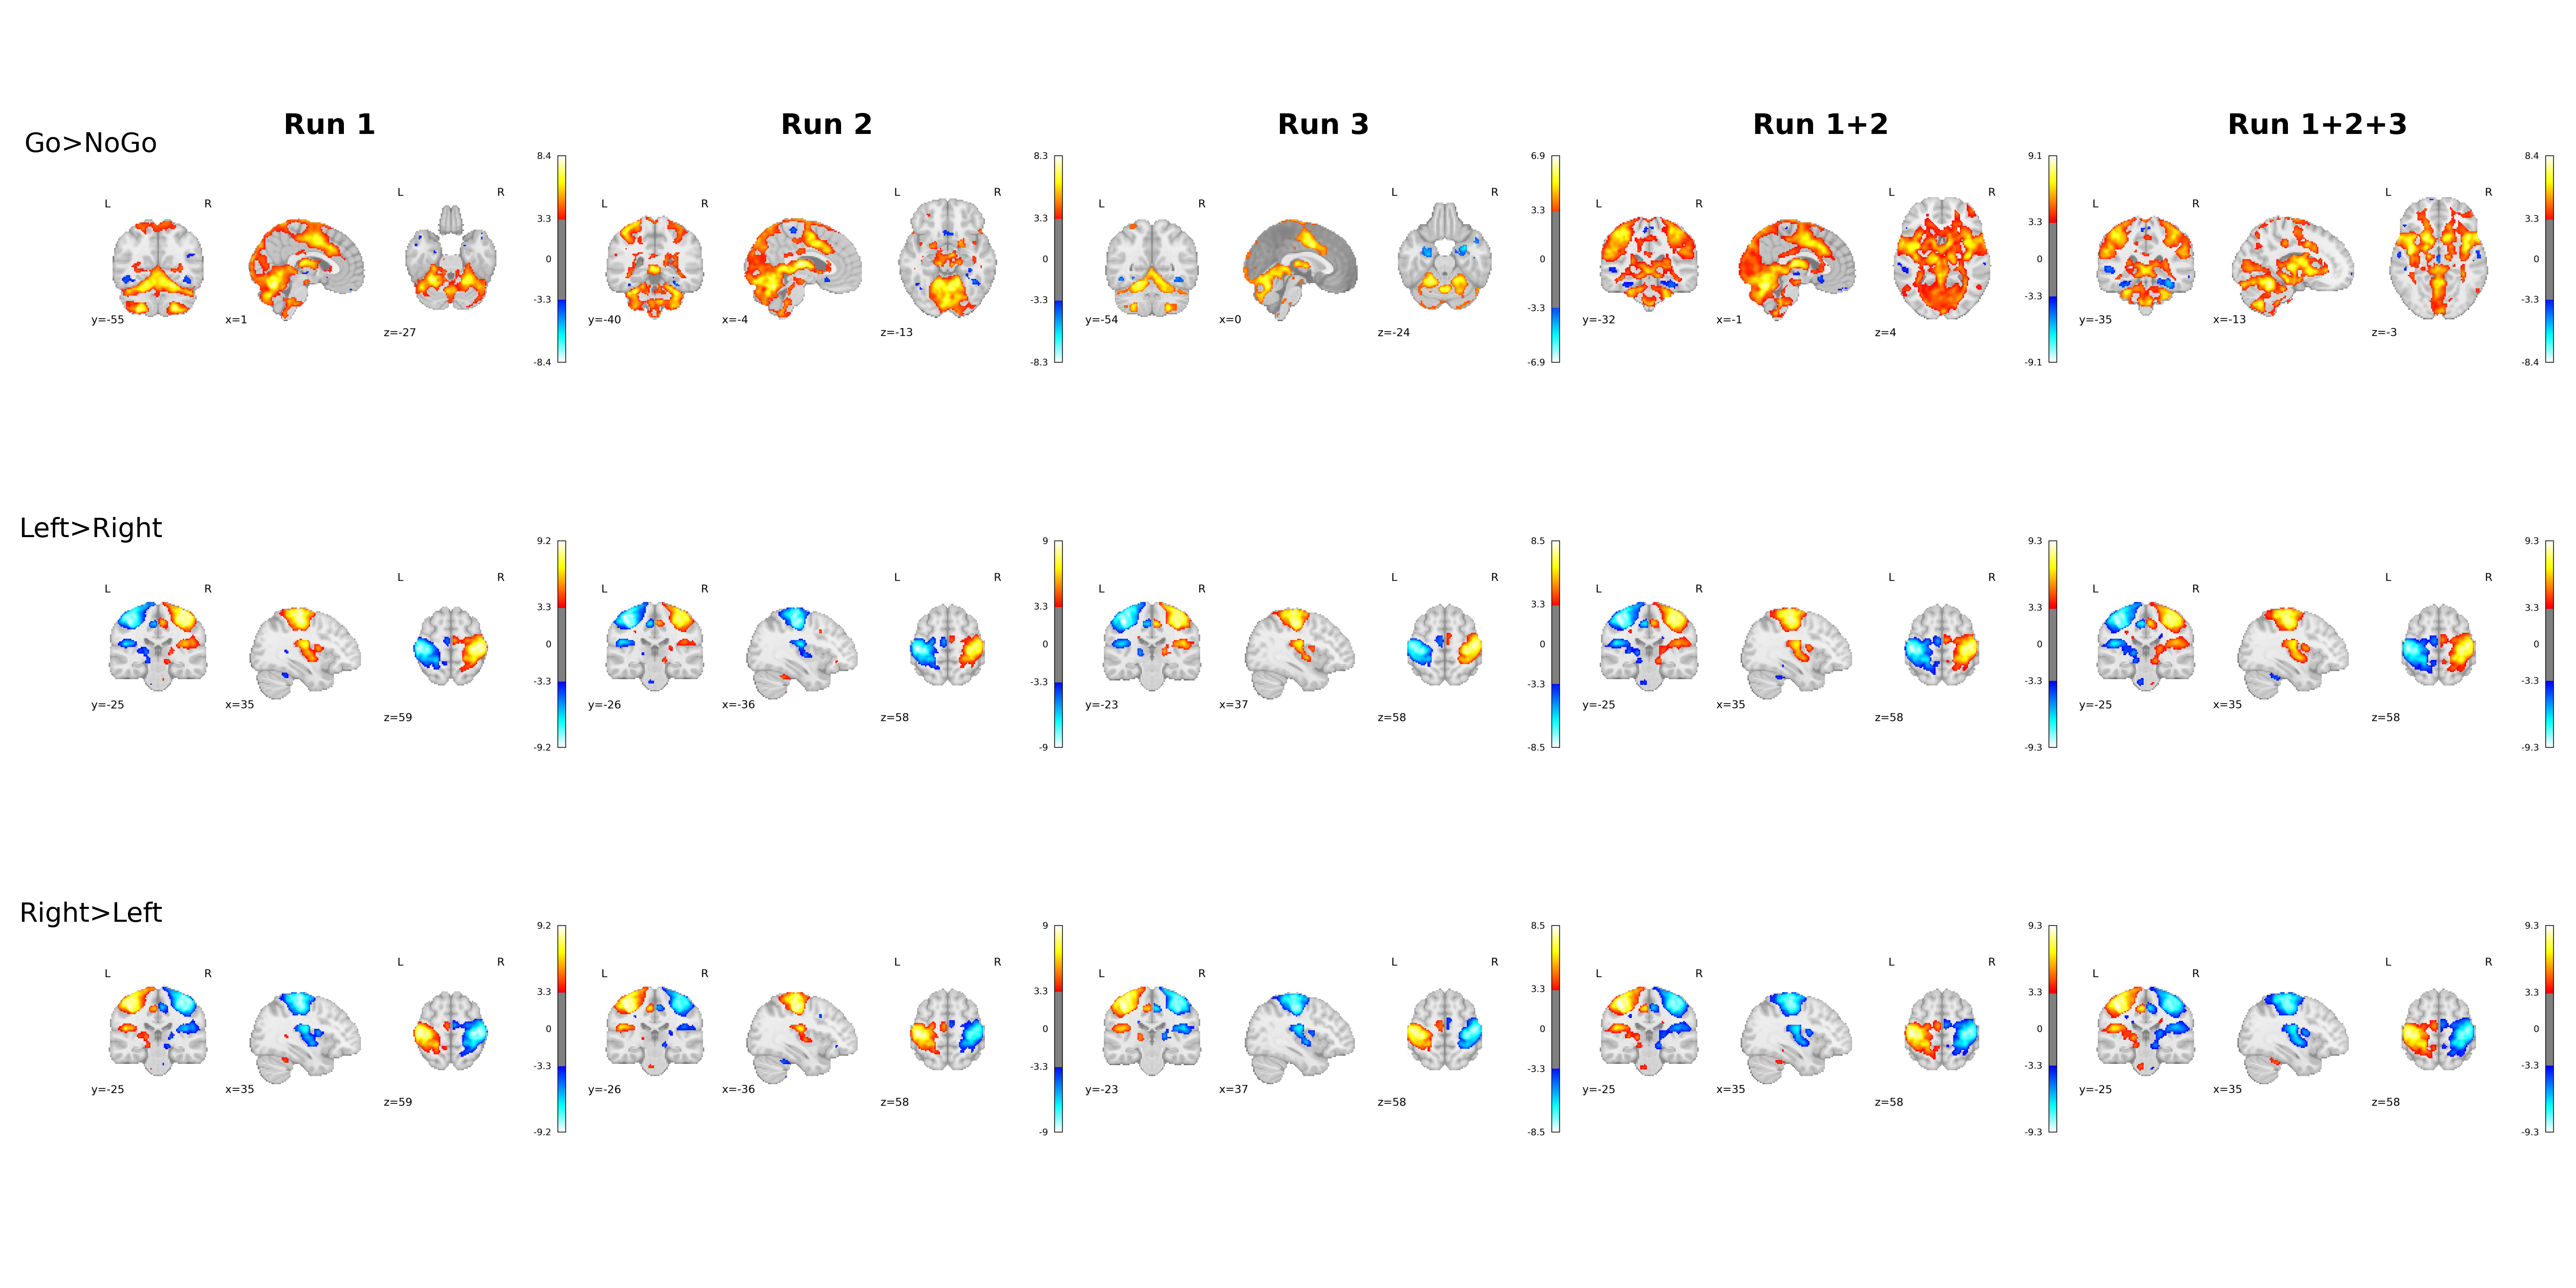 Run 1 Run 2 Run 3 Run 1+2 Run 1+2+3
Go>NoGo
8.4 8.3 6.9 9.1 8.4
L R L R L R L R L R
L R L R L R L R L R
3.3 3.3 3.3 3.3 3.3
0 0 0 0 0
-3.3 -3.3 -3.3 -3.3 -3.3
y=-55 x=1 y=-40 x=-4 y=-54 x=0 y=-32 x=-1 y=-35 x=-13
z=-27 z=-13 z=-24 z=4 z=-3
-8.4 -8.3 -6.9 -9.1 -8.4
Left>Right
9.2 9 8.5 9.3 9.3
L R L R L R L R L R
L R L R L R L R L R
3.3 3.3 3.3 3.3 3.3
0 0 0 0 0
-3.3 -3.3 -3.3 -3.3 -3.3
y=-25 x=35 y=-26 x=-36 y=-23 x=37 y=-25 x=35 y=-25 x=35
z=59 z=58 z=58 z=58 z=58
-9.2 -9 -8.5 -9.3 -9.3
Right>Left
9.2 9 8.5 9.3 9.3
L R L R L R L R L R
L R L R L R L R L R
3.3 3.3 3.3 3.3 3.3
0 0 0 0 0
-3.3 -3.3 -3.3 -3.3 -3.3
y=-25 x=35 y=-26 x=-36 y=-23 x=37 y=-25 x=35 y=-25 x=35
z=59 z=58 z=58 z=58 z=58
-9.2 -9 -8.5 -9.3 -9.3